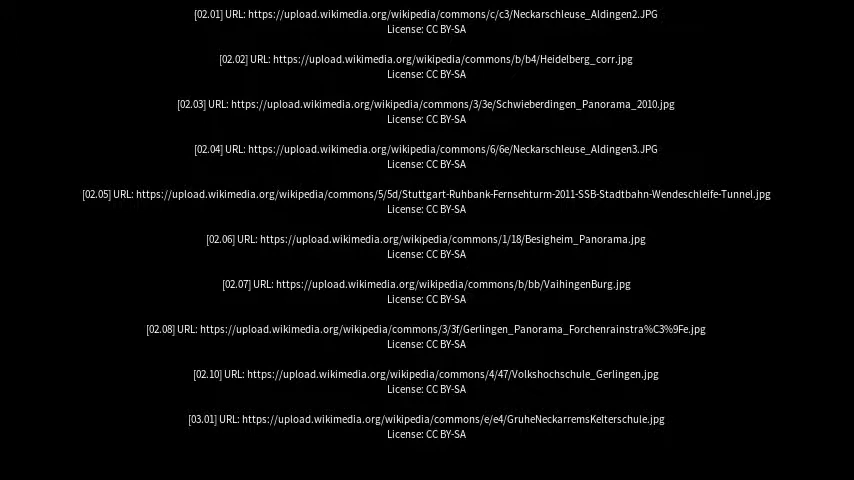 [02.01] URL: https://upload.wikimedia.org/wikipedia/commons/c/c3/Neckarschleuse_Aldingen2.JPG
License: CC BY-SA
[02.02] URL: https://upload.wikimedia.org/wikipedia/commons/b/b4/Heidelberg_corr.jpg
License: CC BY-SA
[02.03] URL: https://upload.wikimedia.org/wikipedia/commons/3/3e/Schwieberdingen_Panorama_2010.jpg
License: CC BY-SA
[02.04] URL: https://upload.wikimedia.org/wikipedia/commons/6/6e/Neckarschleuse_Aldingen3.JPG
License: CC BY-SA
[02.05] URL: https://upload.wikimedia.org/wikipedia/commons/5/5d/Stuttgart-Ruhbank-Fernsehturm-2011-SSB-Stadtbahn-Wendeschleife-Tunnel.jpg
License: CC BY-SA
[02.06] URL: https://upload.wikimedia.org/wikipedia/commons/1/18/Besigheim_Panorama.jpg
License: CC BY-SA
[02.07] URL: https://upload.wikimedia.org/wikipedia/commons/b/bb/VaihingenBurg.jpg
License: CC BY-SA
[02.08] URL: https://upload.wikimedia.org/wikipedia/commons/3/3f/Gerlingen_Panorama_Forchenrainstra%C3%9Fe.jpg
License: CC BY-SA
[02.10] URL: https://upload.wikimedia.org/wikipedia/commons/4/47/Volkshochschule_Gerlingen.jpg
License: CC BY-SA
[03.01] URL: https://upload.wikimedia.org/wikipedia/commons/e/e4/GruheNeckarremsKelterschule.jpg
License: CC BY-SA